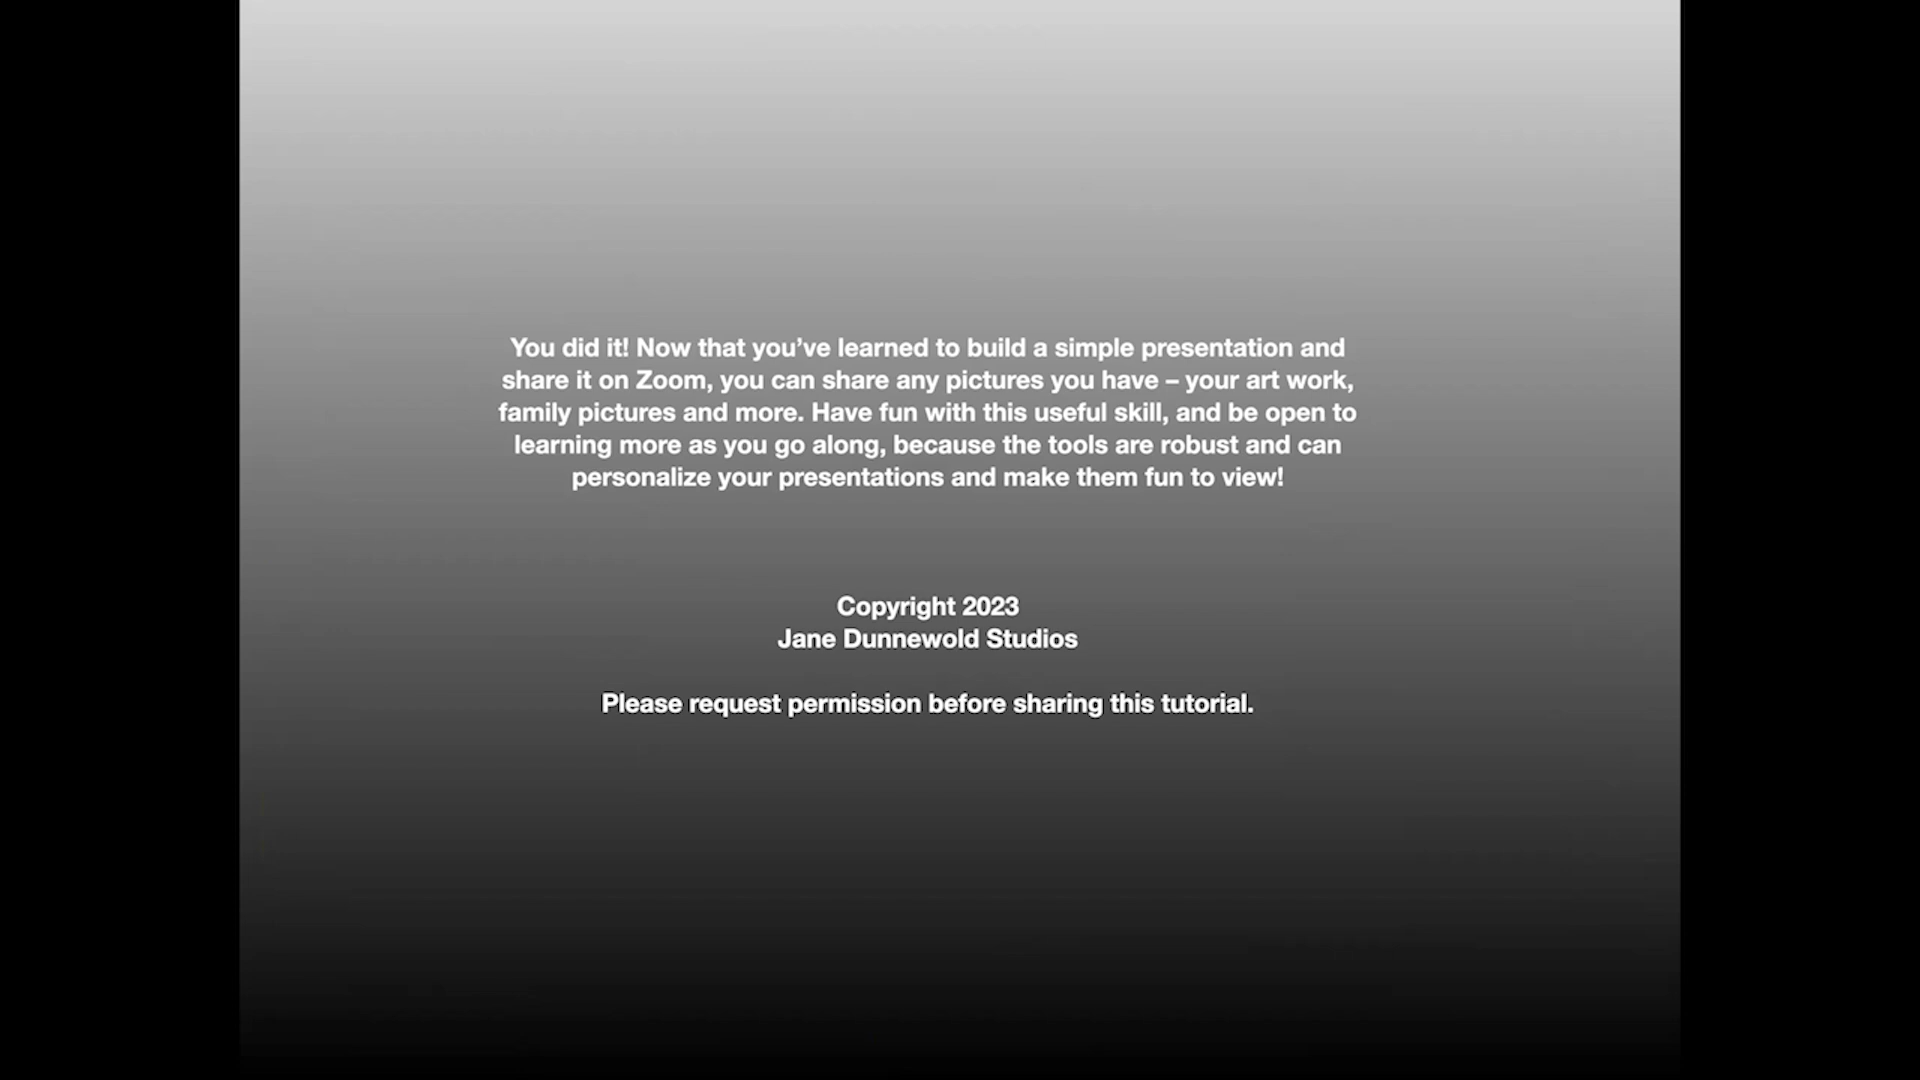 You did it! Now that you’ve learned to build a simple presentation and
share it on Zoom, you can share any pictures you have – your art work,
family pictures and more. Have fun with this useful skill, and be open to
learning more as you go along, because the tools are robust and can
personalize your presentations and make them fun to view!
Copyright 2023
Jane Dunnewold Studios
Please request permission before sharing this tutorial.